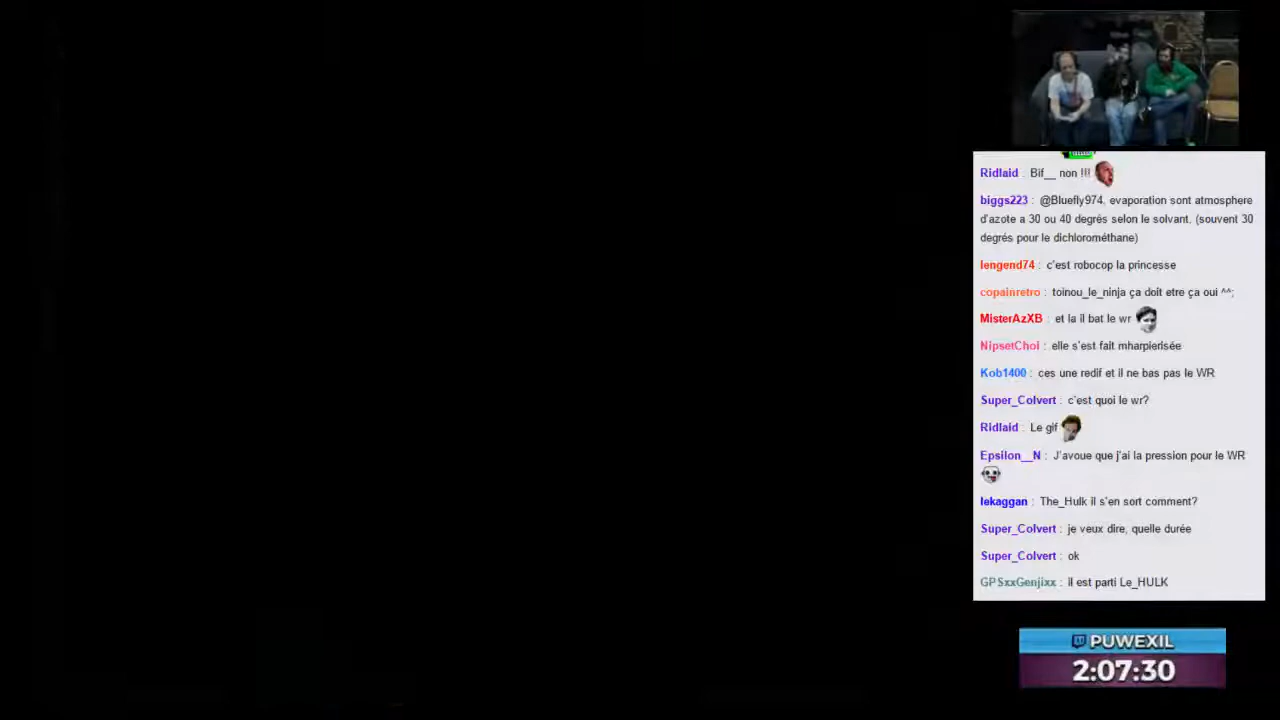 Ridlaid : Bif__ non !!!
biggs223 : @Bluefly974, evaporation sont atmosphere
d'azote a 30 ou 40 degrés selon le solvant. (souvent 30
degrés pour le dichlorométhane)
lengend74 : c'est robocop la princesse
copainretro : toinou_le_ninja ça doit etre ça oui ^^;
MisterAzXB : et la il bat le wr
NipsetChoi : elle s'est fait mharpierisée
Kob1400 : ces une redif et il ne bas pas le WR
Super_Colvert : c'est quoi le wr?
Ridlaid : Le gif
Epsilon__N : J'avoue que j'ai la pression pour le WR
lekaggan : The_Hulk il s'en sort comment?
Super_Colvert : je veux dire, quelle durée
Super_Colvert : ok
GPSxxGenjixx : il est parti Le_HULK
PUWEXIL
2:07:30